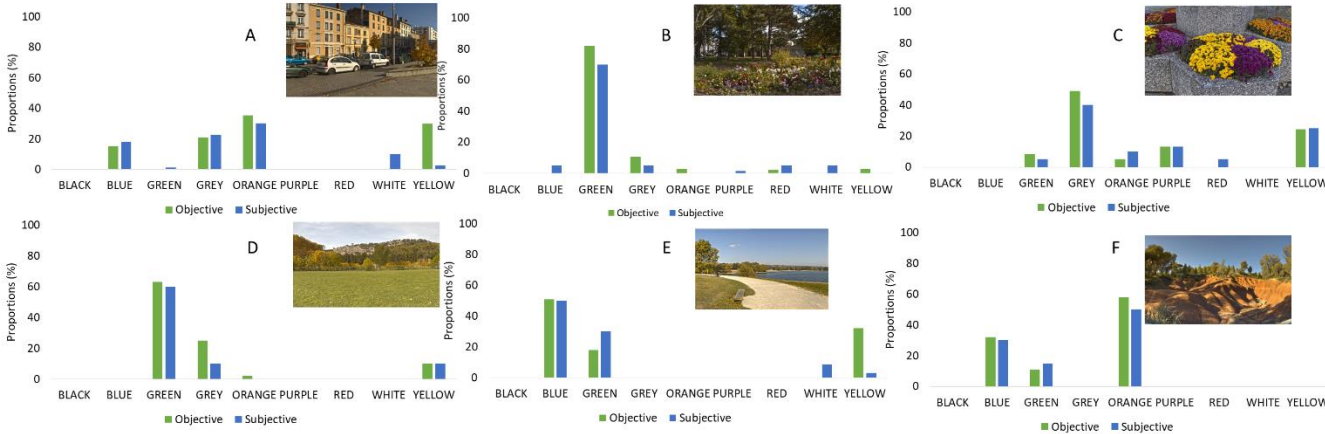 A
Proportions (%)
100
80
60
40
20
0
BLACK BLUE GREEN GREY ORANGE PURPLE RED WHITE YELLOW
Objective Subjective
B
Proportions (%)
100
80
60
40
20
0
BLACK BLUE GREEN GREY ORANGE PURPLE RED WHITE YELLOW
Objective Subjective
C
Proportions (%)
100
80
60
40
20
0
BLACK BLUE GREEN GREY ORANGE PURPLE RED WHITE YELLOW
Objective Subjective
D
Proportions (%)
100
80
60
40
20
0
BLACK BLUE GREEN GREY ORANGE PURPLE RED WHITE YELLOW
Objective Subjective
E
Proportions (%)
100
80
60
40
20
0
BLACK BLUE GREEN GREY ORANGE PURPLE RED WHITE YELLOW
Objective Subjective
F
Proportions (%)
100
80
60
40
20
0
BLACK BLUE GREEN GREY ORANGE PURPLE RED WHITE YELLOW
Objective Subjective